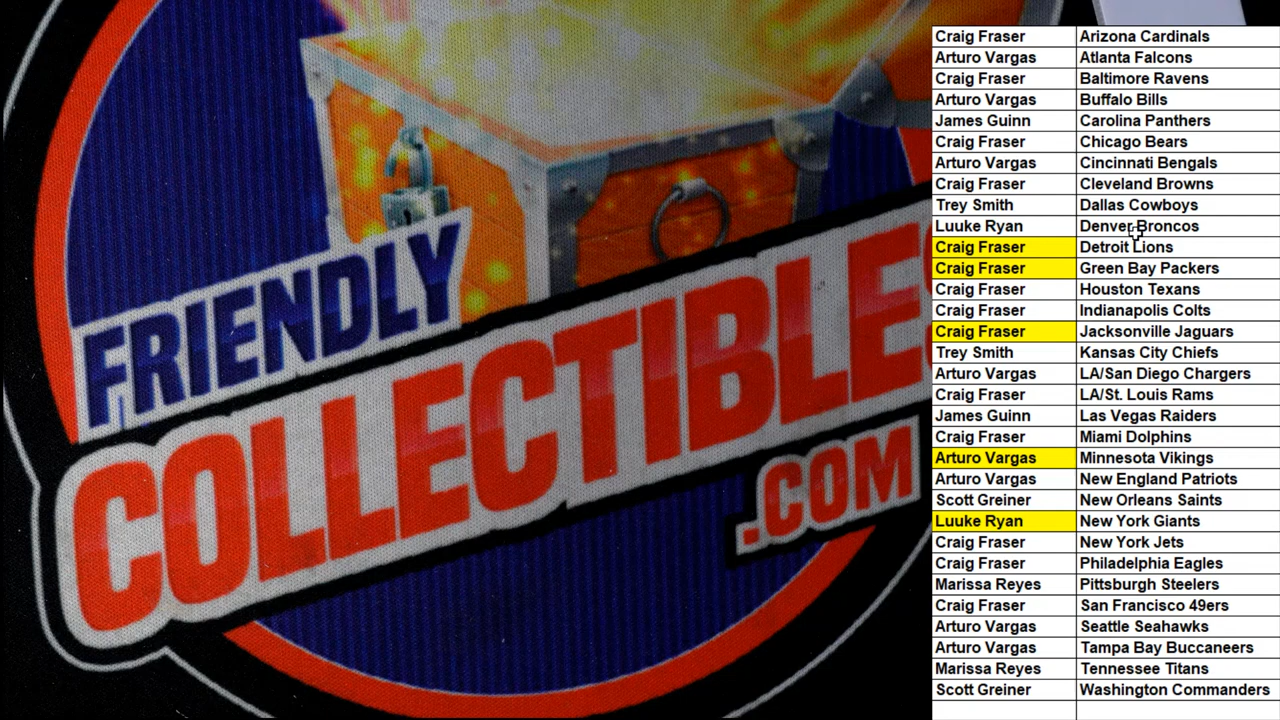 FRIENDLY
COLLECTIBLE
.COM
Craig Fraser Arizona Cardinals
Arturo Vargas Atlanta Falcons
Craig Fraser Baltimore Ravens
Arturo Vargas Buffalo Bills
James Guinn Carolina Panthers
Craig Fraser Chicago Bears
Arturo Vargas Cincinnati Bengals
Craig Fraser Cleveland Browns
Trey Smith Dallas Cowboys
Luuke Ryan Denver Broncos
Craig Fraser Detroit Lions
Craig Fraser Green Bay Packers
Craig Fraser Houston Texans
Craig Fraser Indianapolis Colts
Craig Fraser Jacksonville Jaguars
Trey Smith Kansas City Chiefs
Arturo Vargas LA/San Diego Chargers
Craig Fraser LA/St. Louis Rams
James Guinn Las Vegas Raiders
Craig Fraser Miami Dolphins
Arturo Vargas Minnesota Vikings
Arturo Vargas New England Patriots
Scott Greiner New Orleans Saints
Luuke Ryan New York Giants
Craig Fraser New York Jets
Craig Fraser Philadelphia Eagles
Marissa Reyes Pittsburgh Steelers
Craig Fraser San Francisco 49ers
Arturo Vargas Seattle Seahawks
Arturo Vargas Tampa Bay Buccaneers
Marissa Reyes Tennessee Titans
Scott Greiner Washington Commanders